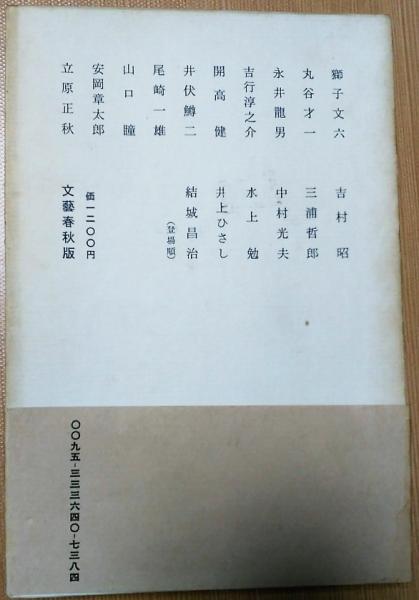 獅子文六
丸谷才一
永井龍男
吉行淳之介
開高健
井伏鱒二
尾崎一雄
山口瞳
安岡章太郎
立原正秋
吉村昭
三浦哲郎
中村光夫
水上勉
井上ひさし
結城昌治
(登場順)
価一二〇〇円
文藝春秋版
〇〇九五-三三三六四〇-七三八四